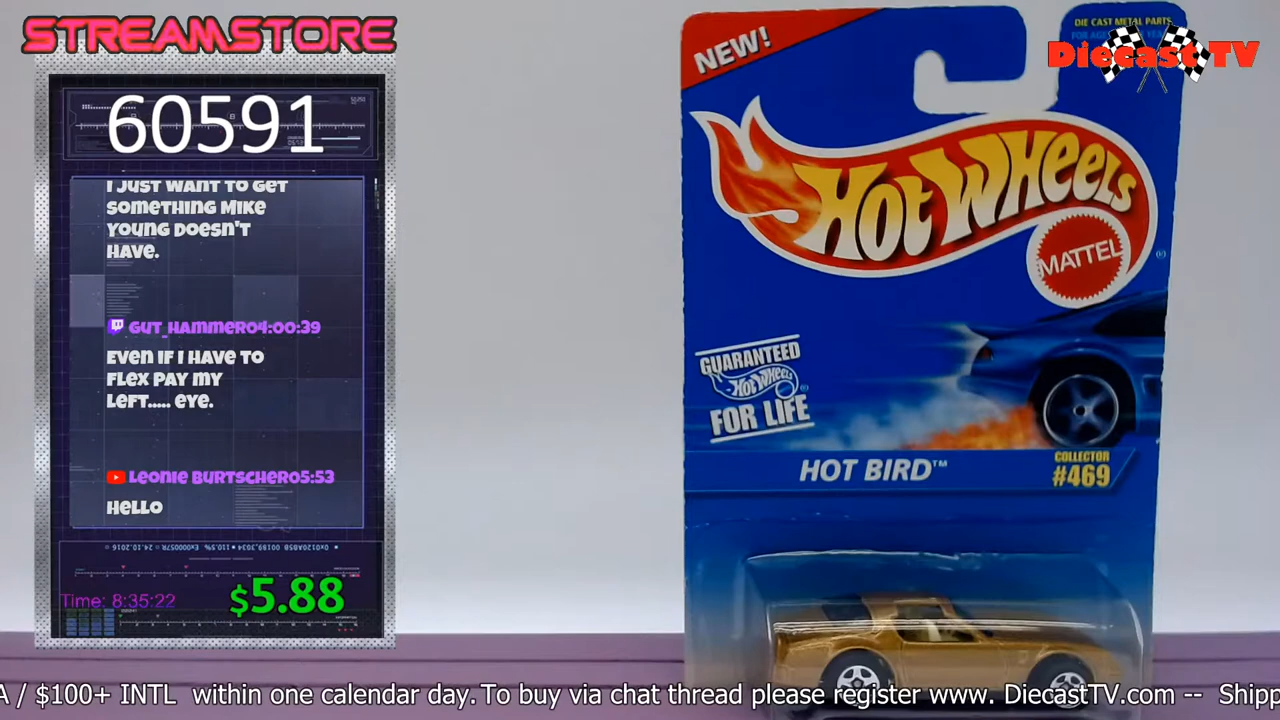 STREAMSTORE
60591
I just want to get
something Mike
Young doesn't
have.
Gut_Hammer04:00:39
Even if I have to
flex pay my
left..... eye.
Leonie Burtscher05:53
Hello
Time: 8:35:22
$5.88
NEW!
DIE CAST METAL PARTS
Diecast TV
Hot Wheels
MATTEL
®
GUARANTEED
Hot Wheels
FOR LIFE
HOT BIRD™
COLLECTOR
#469
A / $100+ INTL within one calendar day. To buy via chat thread please register www. DiecastTV.com -- Shipp